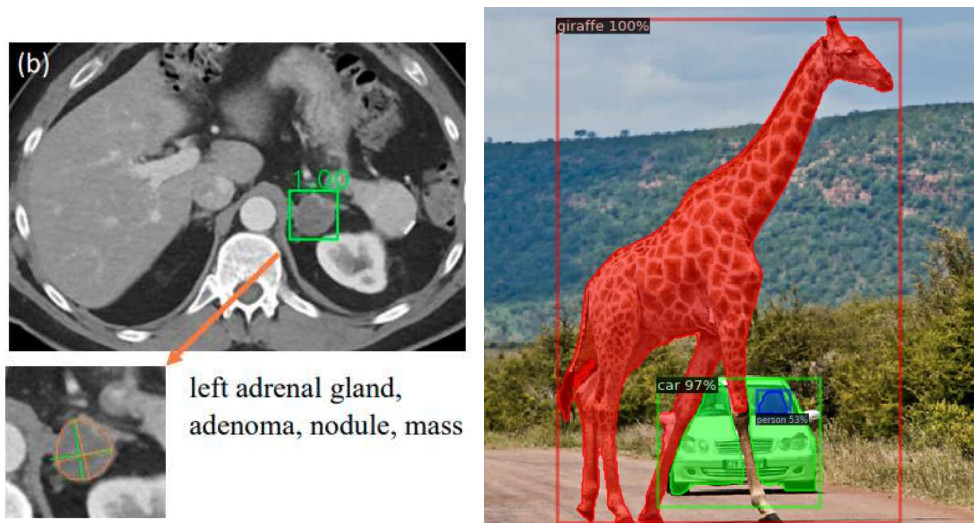 (b)
1.00
left adrenal gland,
adenoma, nodule, mass
giraffe 100%
car 97%
person 53%